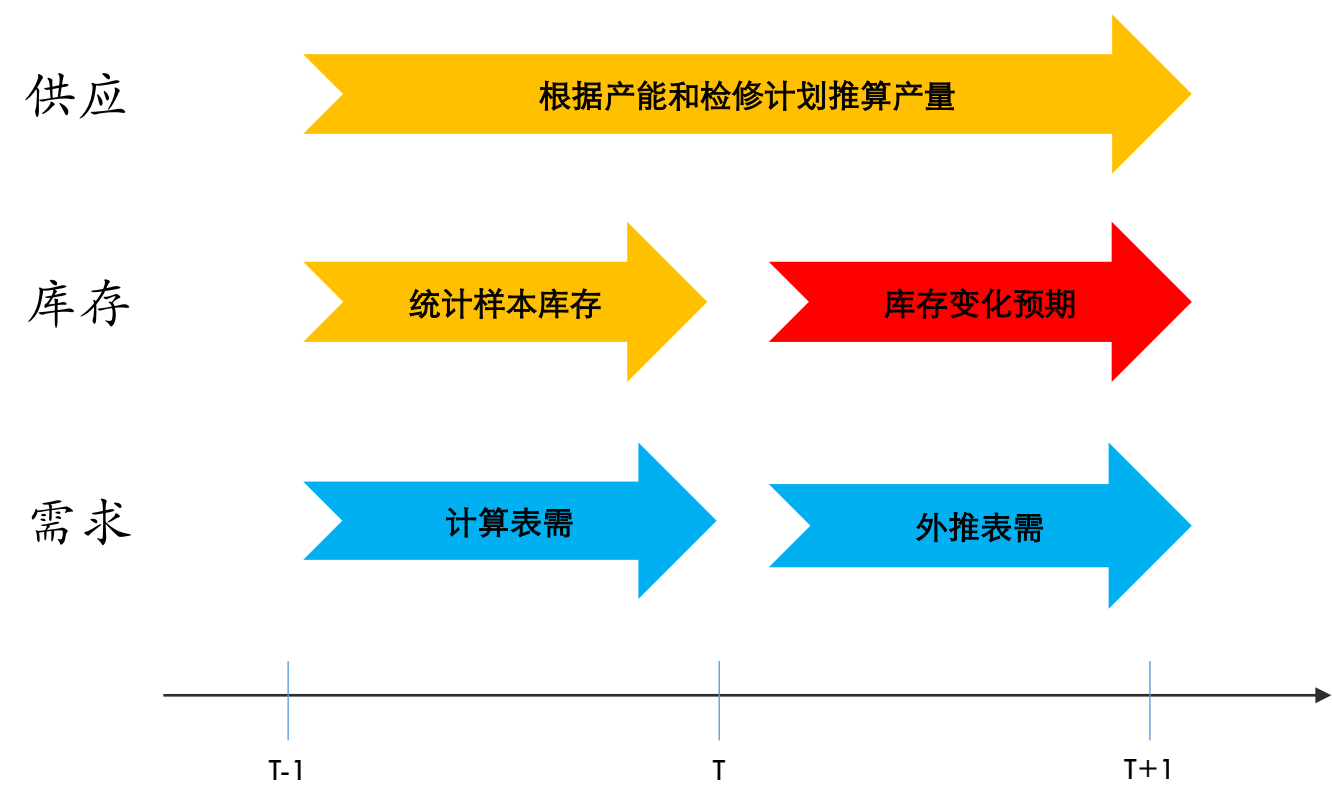 供应
根据产能和检修计划推算产量
库存
统计样本库存
库存变化预期
需求
计算表需
外推表需
T-1
T
T+1